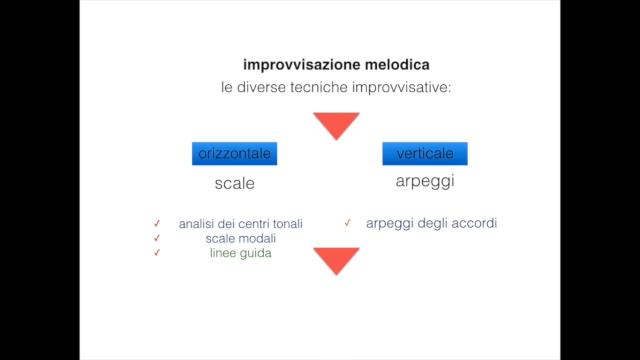 improvvisazione melodica
le diverse tecniche improvvisative:
orizzontale
verticale
scale
arpeggi
✓ analisi dei centri tonali
✓ scale modali
✓ linee guida
✓ arpeggi degli accordi